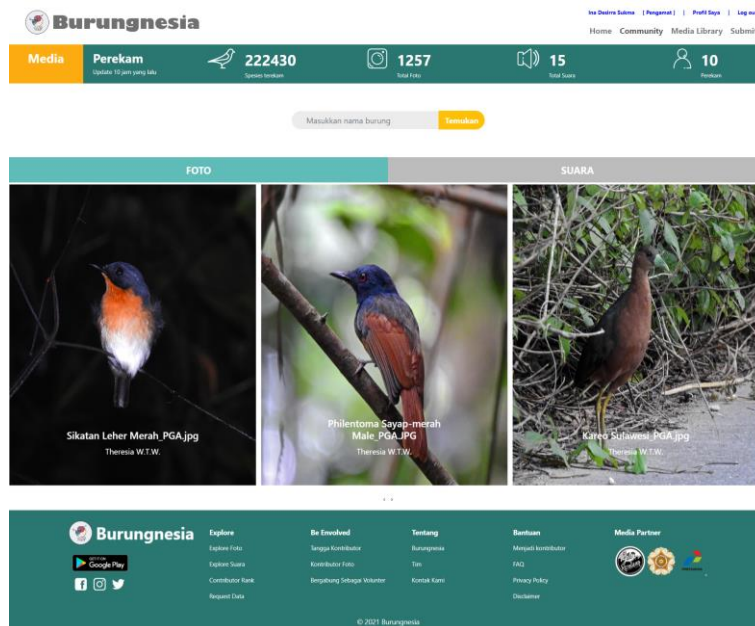 Burungnesia
Ina Desirra Sukma | Pengamat | | Profil Saya | Log ou
Home Community Media Library Submi
Media
Perekam
Update 10 jam yang lalu
222430
Spesies terekam
1257
Total Foto
15
Total Suara
10
Perekam
Masukkan nama burung
Temukan
FOTO
SUARA
Sikatan Leher Merah_PGA.jpg
Theresia W.T.W.
Philentoma Sayap-merah
Male_PGA.JPG
Theresia W.T.W.
Kareo Sulawesi_PGA.jpg
Theresia W.T.W.
Burungnesia
Google Play
Explore
Explore Foto
Explore Suara
Contributor Rank
Request Data
Be Envolved
Tangga Kontributor
Kontributor Foto
Bergabung Sebagai Volunter
Tentang
Burungnesia
Tim
Kontak Kami
Bantuan
Menjadi kontributor
FAQ
Privacy Policy
Disclaimer
Media Partner
© 2021 Burungnesia